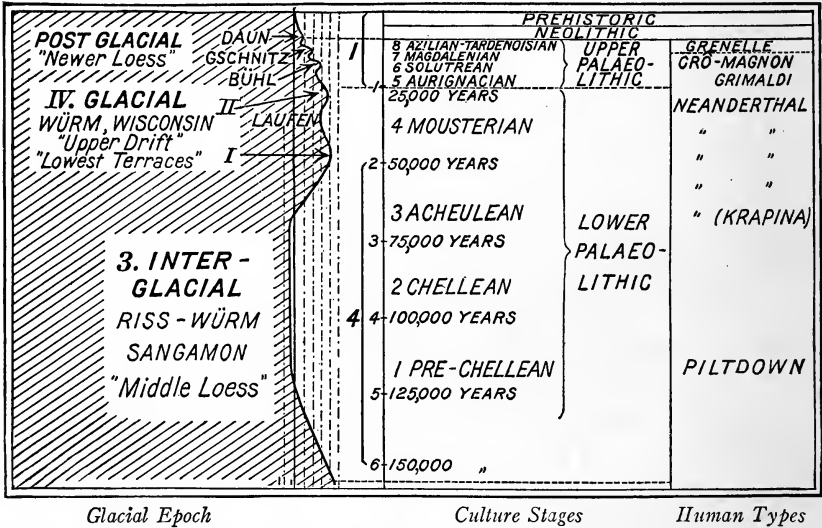 POST GLACIAL
"Newer Loess"
DAUN
GSCHNITZ
BÜHL
IV. GLACIAL
WÜRM, WISCONSIN
"Upper Drift"
"Lowest Terraces"
II
LAUFEN
I
3. INTER-
GLACIAL
RISS-WÜRM
SANGAMON
"Middle Loess"
1
4
1
2
3
4
5
6
PREHISTORIC
NEOLITHIC
8 AZILIAN-TARDENOISIAN
7 MAGDALENIAN
6 SOLUTREAN
5 AURIGNACIAN
25,000 YEARS
4 MOUSTERIAN
50,000 YEARS
3 ACHEULEAN
75,000 YEARS
2 CHELLEAN
100,000 YEARS
1 PRE-CHELLEAN
125,000 YEARS
150,000 "
UPPER
PALAEO-
LITHIC
LOWER
PALAEO-
LITHIC
GRENELLE
CRÔ-MAGNON
GRIMALDI
NEANDERTHAL
" "
" "
" "
" (KRAPINA)
PILTDOWN
Glacial Epoch
Culture Stages
Human Types